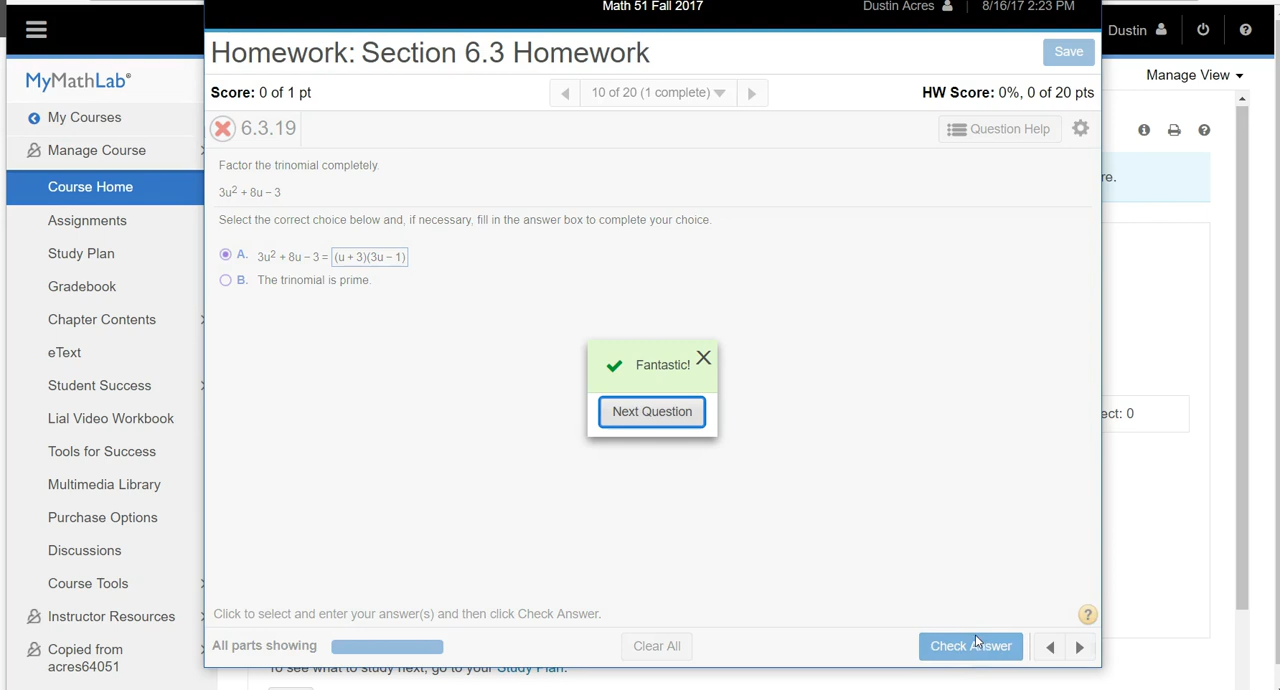 Math 51 Fall 2017
Dustin Acres
8/16/17 2:23 PM
Dustin
Homework: Section 6.3 Homework
Save
Manage View
MyMathLab®
Score: 0 of 1 pt
10 of 20 (1 complete)
HW Score: 0%, 0 of 20 pts
My Courses
6.3.19
Question Help
Manage Course
Factor the trinomial completely.
re.
Course Home
3u² + 8u − 3
Assignments
Select the correct choice below and, if necessary, fill in the answer box to complete your choice.
Study Plan
A. 3u² + 8u − 3 = (u + 3)(3u − 1)
B. The trinomial is prime.
Gradebook
Chapter Contents
eText
Fantastic!
Student Success
Next Question
ect: 0
Lial Video Workbook
Tools for Success
Multimedia Library
Purchase Options
Discussions
Course Tools
Instructor Resources
Click to select and enter your answer(s) and then click Check Answer.
?
All parts showing
Clear All
Check Answer
Copied from
acres64051
To see what to study next, go to your Study Plan.